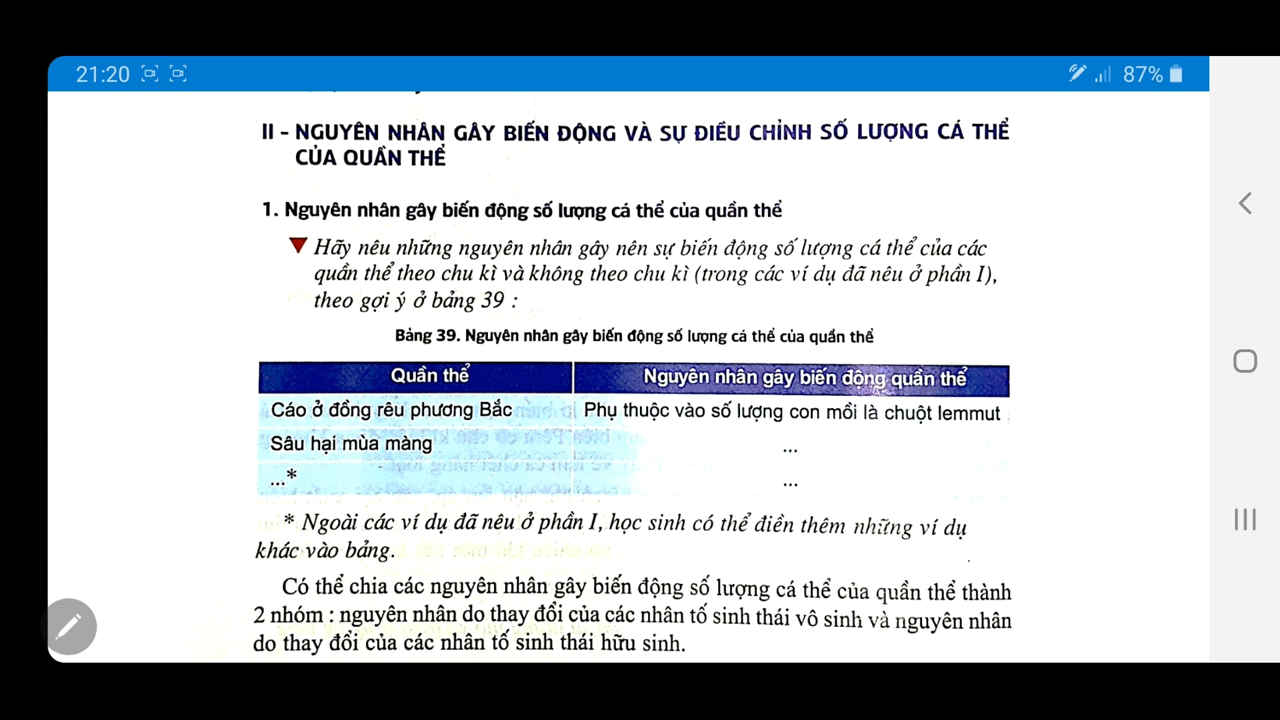 21:20
87%
II - NGUYÊN NHÂN GÂY BIẾN ĐỘNG VÀ SỰ ĐIỀU CHỈNH SỐ LƯỢNG CÁ THỂ
CỦA QUẦN THỂ
1. Nguyên nhân gây biến động số lượng cá thể của quần thể
Hãy nêu những nguyên nhân gây nên sự biến động số lượng cá thể của các
quần thể theo chu kì và không theo chu kì (trong các ví dụ đã nêu ở phần I),
theo gợi ý ở bảng 39 :
Bảng 39. Nguyên nhân gây biến động số lượng cá thể của quần thể
Quần thể Nguyên nhân gây biến động quần thể
Cáo ở đồng rêu phương Bắc Phụ thuộc vào số lượng con mồi là chuột lemmut
Sâu hại mùa màng ...
...* ...
* Ngoài các ví dụ đã nêu ở phần I, học sinh có thể điền thêm những ví dụ
khác vào bảng.
Có thể chia các nguyên nhân gây biến động số lượng cá thể của quần thể thành
2 nhóm : nguyên nhân do thay đổi của các nhân tố sinh thái vô sinh và nguyên nhân
do thay đổi của các nhân tố sinh thái hữu sinh.